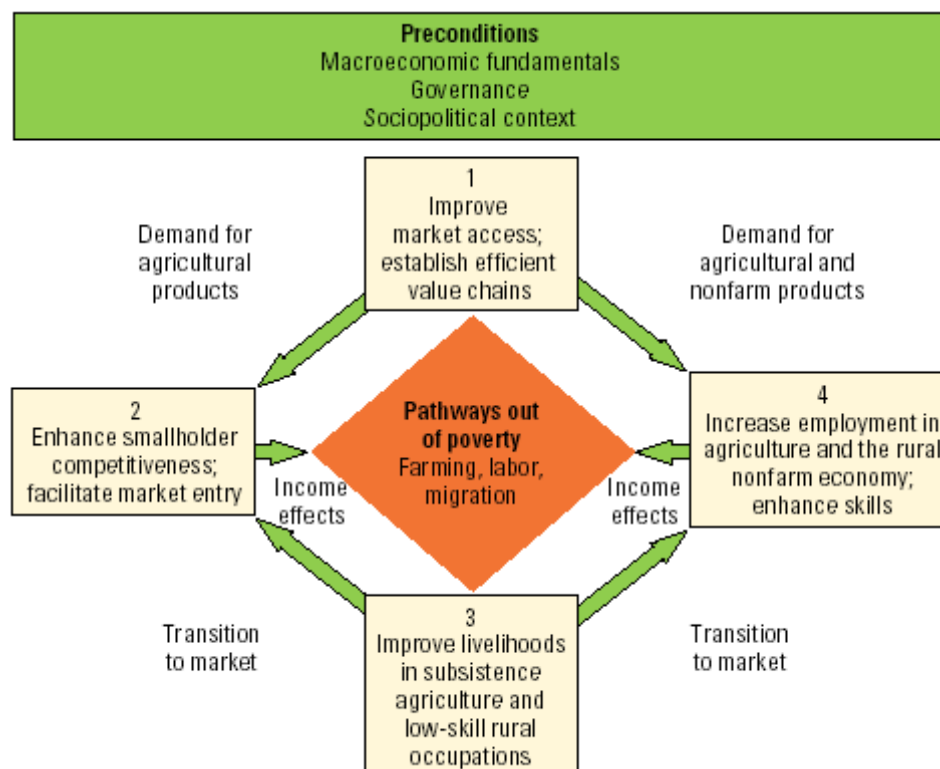 Preconditions
Macroeconomic fundamentals
Governance
Sociopolitical context
1
Improve
market access;
establish efficient
value chains
Demand for
agricultural
products
Demand for
agricultural and
nonfarm products
2
Enhance smallholder
competitiveness;
facilitate market entry
Pathways out
of poverty
Farming, labor,
migration
4
Increase employment in
agriculture and the rural
nonfarm economy;
enhance skills
Income
effects
Income
effects
3
Improve livelihoods
in subsistence
agriculture and
low-skill rural
occupations
Transition
to market
Transition
to market